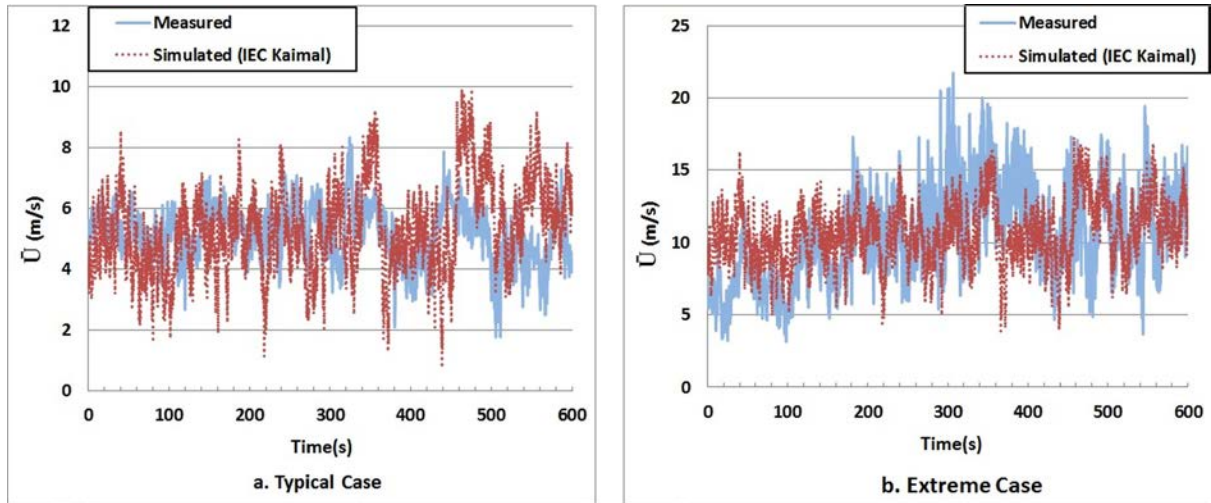 12
10
8
6
4
2
0
Ū (m/s)
Measured
Simulated (IEC Kaimal)
0 100 200 300 400 500 600
Time(s)
a. Typical Case
25
20
15
10
5
0
Ū (m/s)
Measured
Simulated (IEC Kaimal)
0 100 200 300 400 500 600
Time(s)
b. Extreme Case